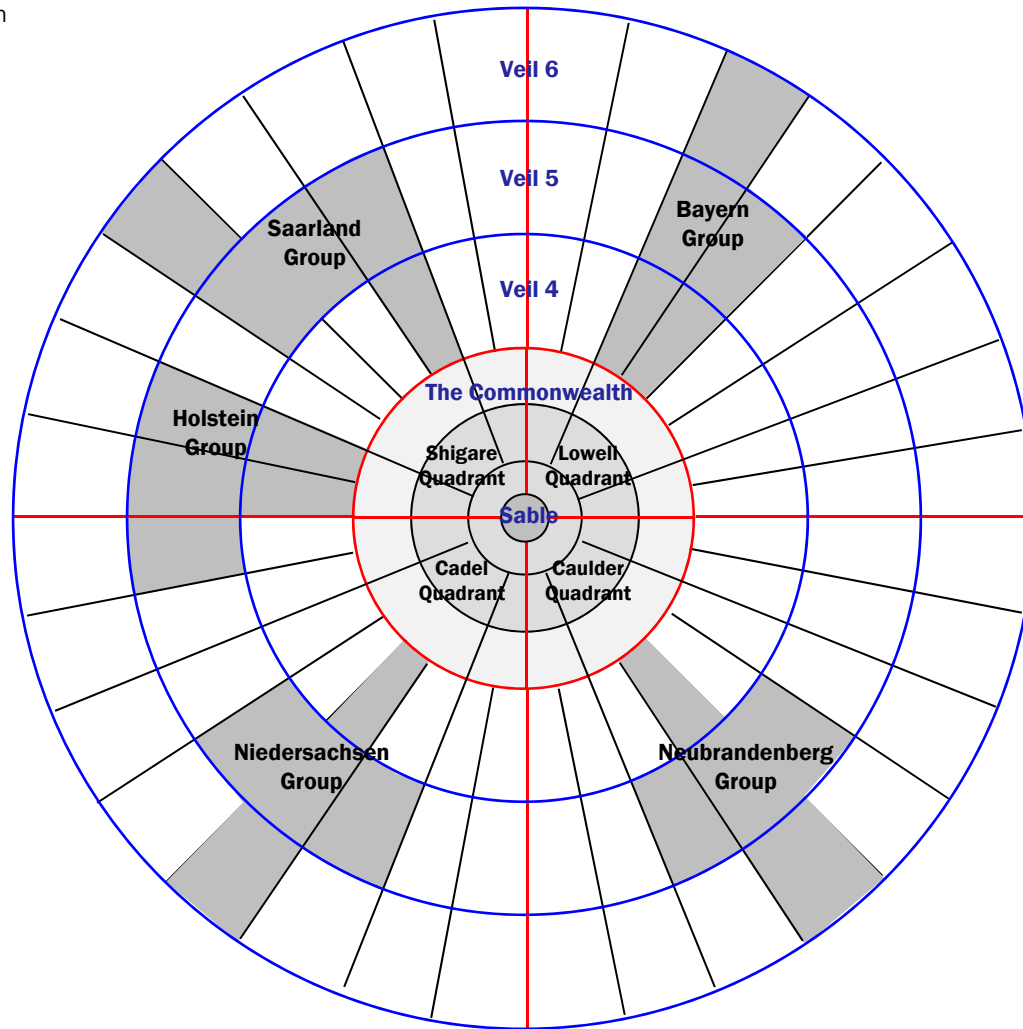 n
Veil 6
Veil 5
Bayern
Group
Saarland
Group
Veil 4
The Commonwealth
Holstein
Group
Shigare
Quadrant
Lowell
Quadrant
Sable
Cadel
Quadrant
Caulder
Quadrant
Niedersachsen
Group
Neubrandenberg
Group